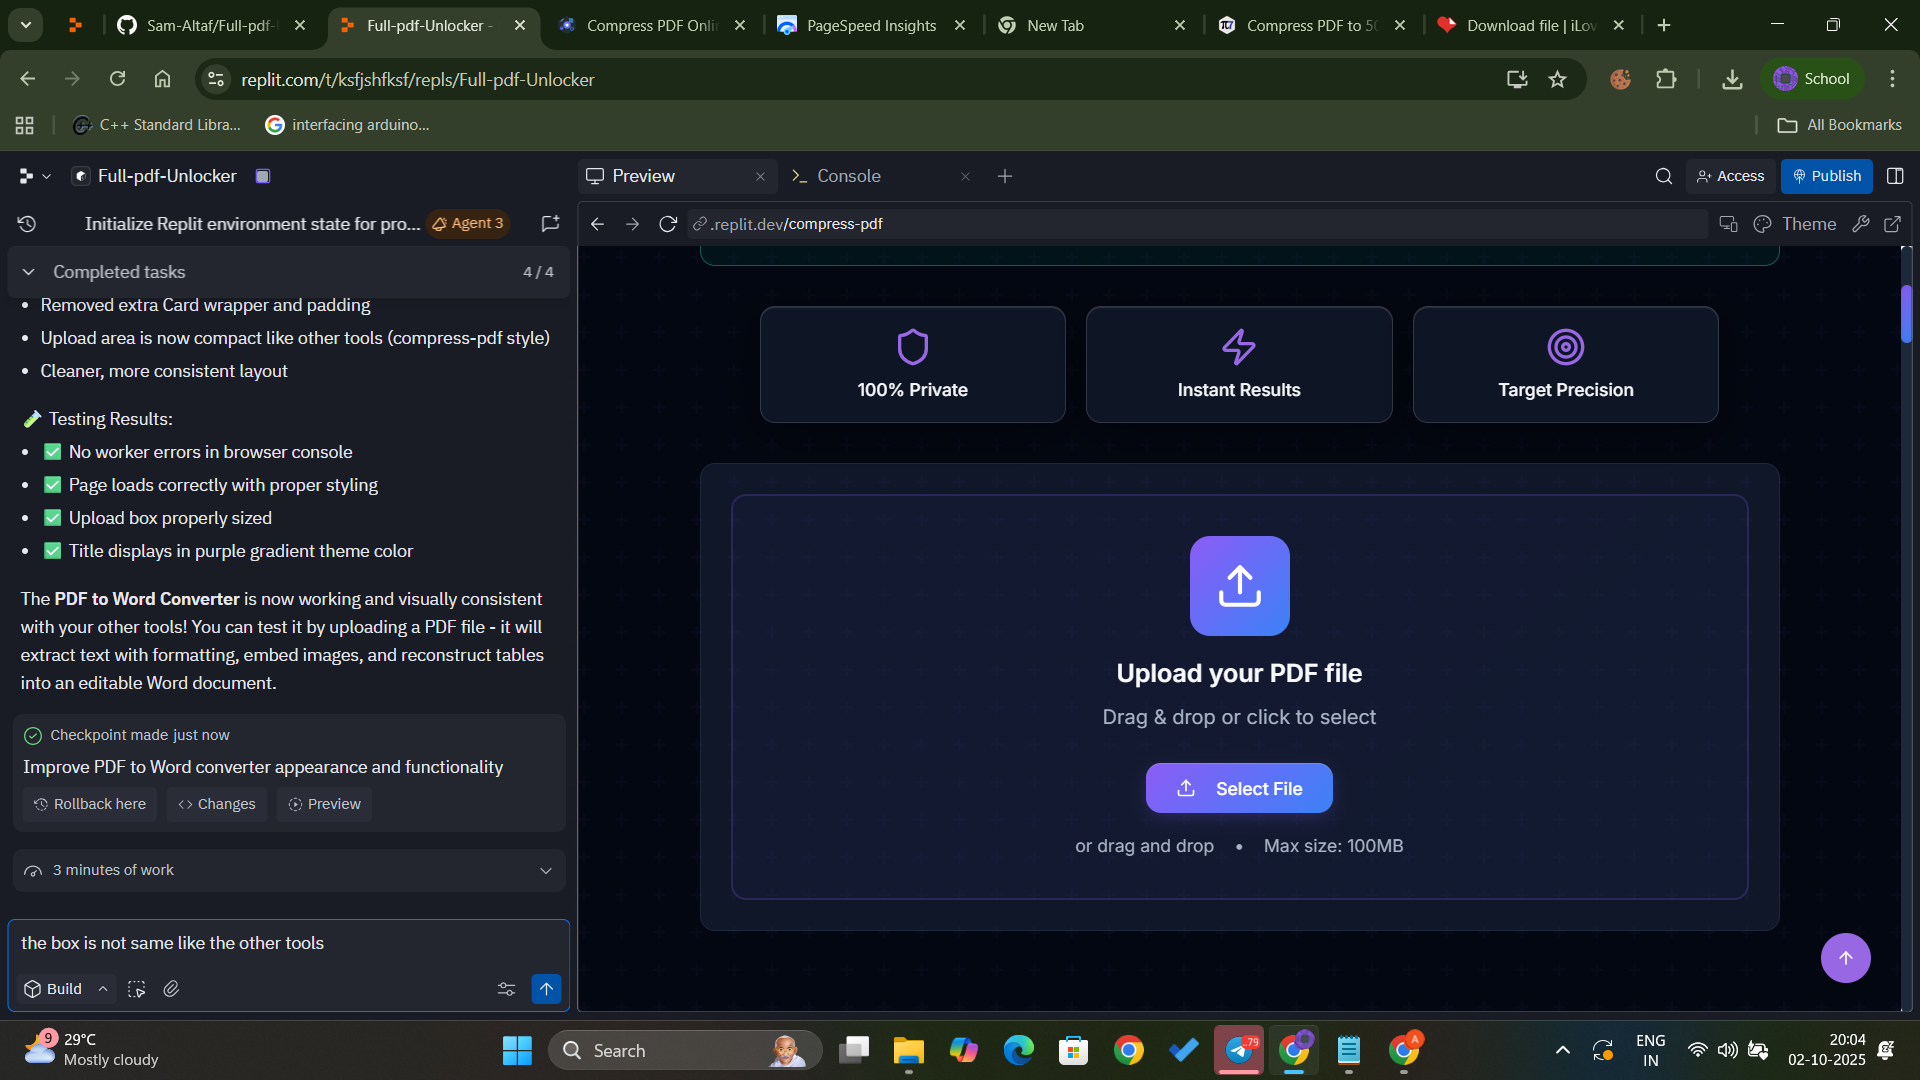 Sam-Altaf/Full-pdf-
Full-pdf-Unlocker -
Compress PDF Onli
PageSpeed Insights
New Tab
Compress PDF to 50
Download file | iLov
replit.com/t/ksfjshfksf/repls/Full-pdf-Unlocker
School
C++ Standard Libra...
interfacing arduino...
All Bookmarks
Full-pdf-Unlocker
Preview
Console
Access
Publish
Initialize Replit environment state for pro...
Agent 3
.replit.dev/compress-pdf
Theme
Completed tasks
4 / 4
• Removed extra Card wrapper and padding
• Upload area is now compact like other tools (compress-pdf style)
• Cleaner, more consistent layout
Testing Results:
• ✅ No worker errors in browser console
• ✅ Page loads correctly with proper styling
• ✅ Upload box properly sized
• ✅ Title displays in purple gradient theme color
The PDF to Word Converter is now working and visually consistent
with your other tools! You can test it by uploading a PDF file - it will
extract text with formatting, embed images, and reconstruct tables
into an editable Word document.
Checkpoint made just now
Improve PDF to Word converter appearance and functionality
Rollback here
Changes
Preview
3 minutes of work
the box is not same like the other tools
Build
100% Private
Instant Results
Target Precision
Upload your PDF file
Drag & drop or click to select
Select File
or drag and drop • Max size: 100MB
9
29°C
Mostly cloudy
Search
.79
A
ENG
IN
20:04
02-10-2025